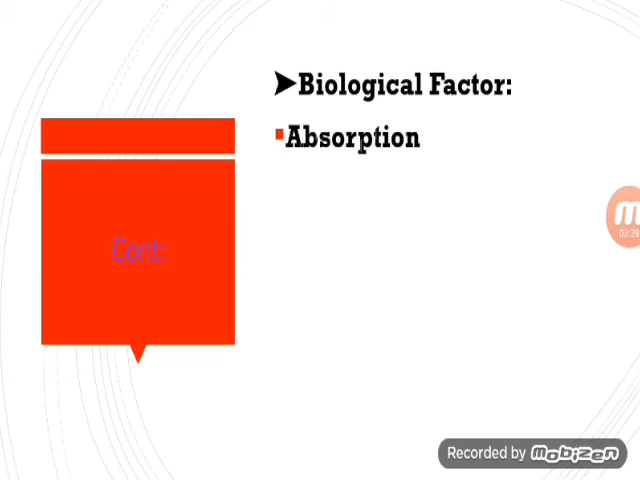 ➤Biological Factor:
▪Absorption
Cont:
M
03:29
Recorded by Mobizen